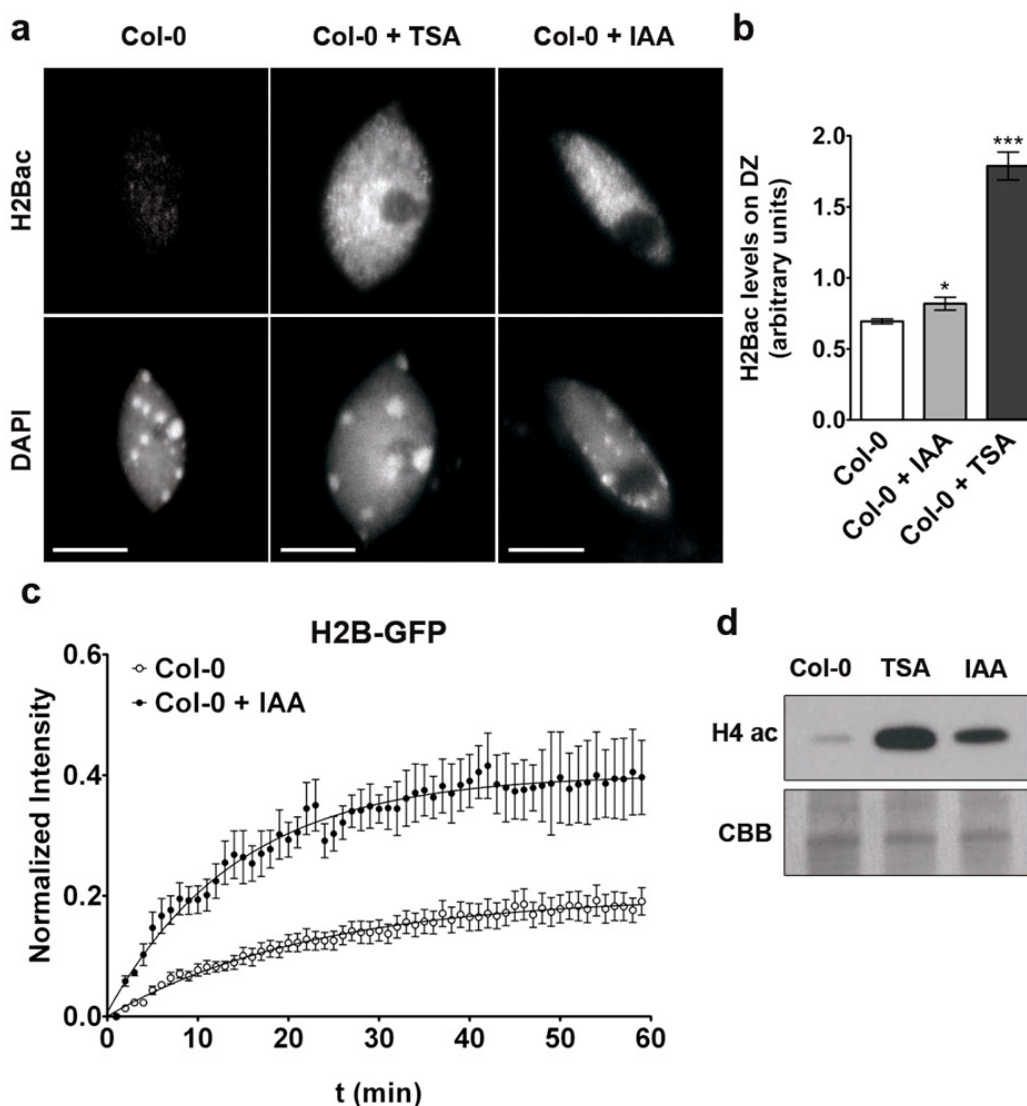 a
Col-0 Col-0 + TSA Col-0 + IAA
H2Bac
DAPI
b
H2Bac levels on DZ
(arbitrary units)
2.0
1.5
1.0
0.5
0.0
*
***
Col-0
Col-0 + IAA
Col-0 + TSA
c
H2B-GFP
Col-0
Col-0 + IAA
Normalized Intensity
0.6
0.4
0.2
0.0
0 10 20 30 40 50 60
t (min)
d
Col-0 TSA IAA
H4 ac
CBB